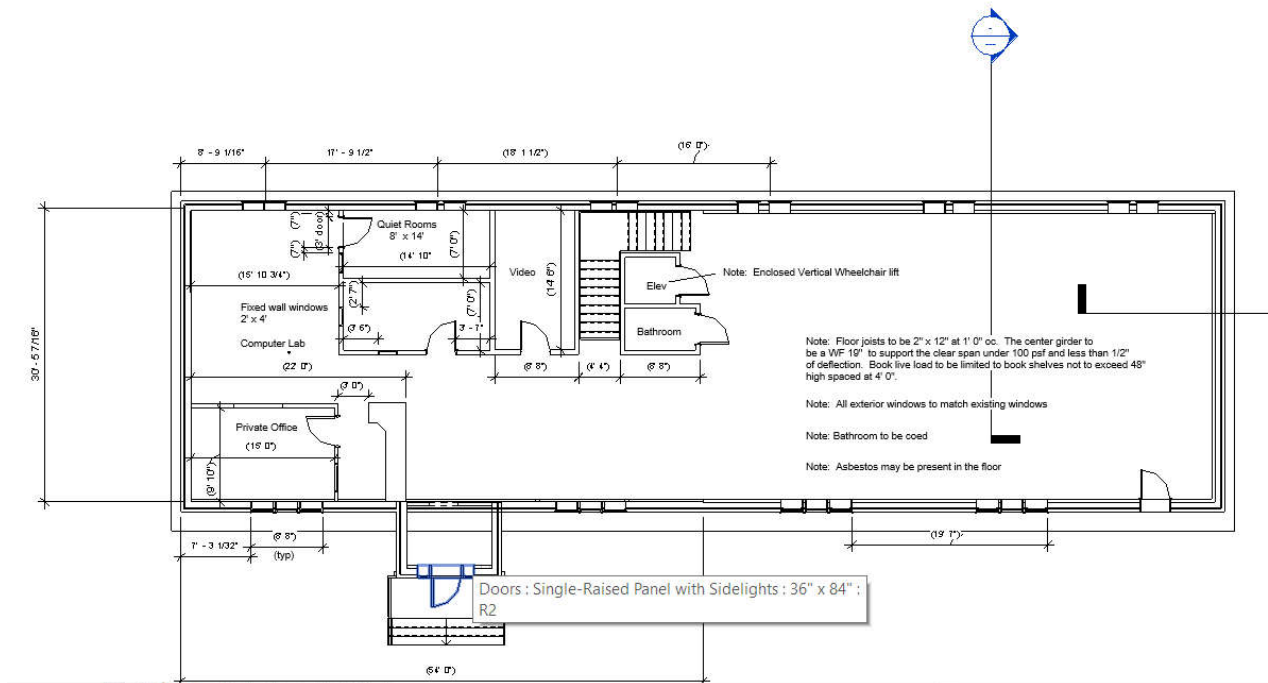 8' - 9 1/16"
17' - 9 1/2"
(18' 1 1/2")
(16' 0")
(7")
(3' door)
(7")
Quiet Rooms
8' x 14'
(14' 10"
(7' 0")
(15' 10 3/4")
Video
(14' 6")
Elev
Note: Enclosed Vertical Wheelchair lift
Fixed wall windows
2' x 4'
(2' 7")
(7' 0")
(3' 6")
3' - 7"
Bathroom
Computer Lab
30' - 5 7/16"
(22' 0")
(8' 8")
(4' 4")
(8' 8")
Note: Floor joists to be 2" x 12" at 1' 0" oc. The center girder to
be a WF 19" to support the clear span under 100 psf and less than 1/2"
of deflection. Book live load to be limited to book shelves not to exceed 48"
high spaced at 4' 0".
(3' 0)
Note: All exterior windows to match existing windows
Private Office
(15' 0")
Note: Bathroom to be coed
(9' 10")
Note: Asbestos may be present in the floor
7' - 3 1/32"
(8' 8")
(typ)
(19' 7")
Doors : Single-Raised Panel with Sidelights : 36" x 84" :
R2
(54' 0")